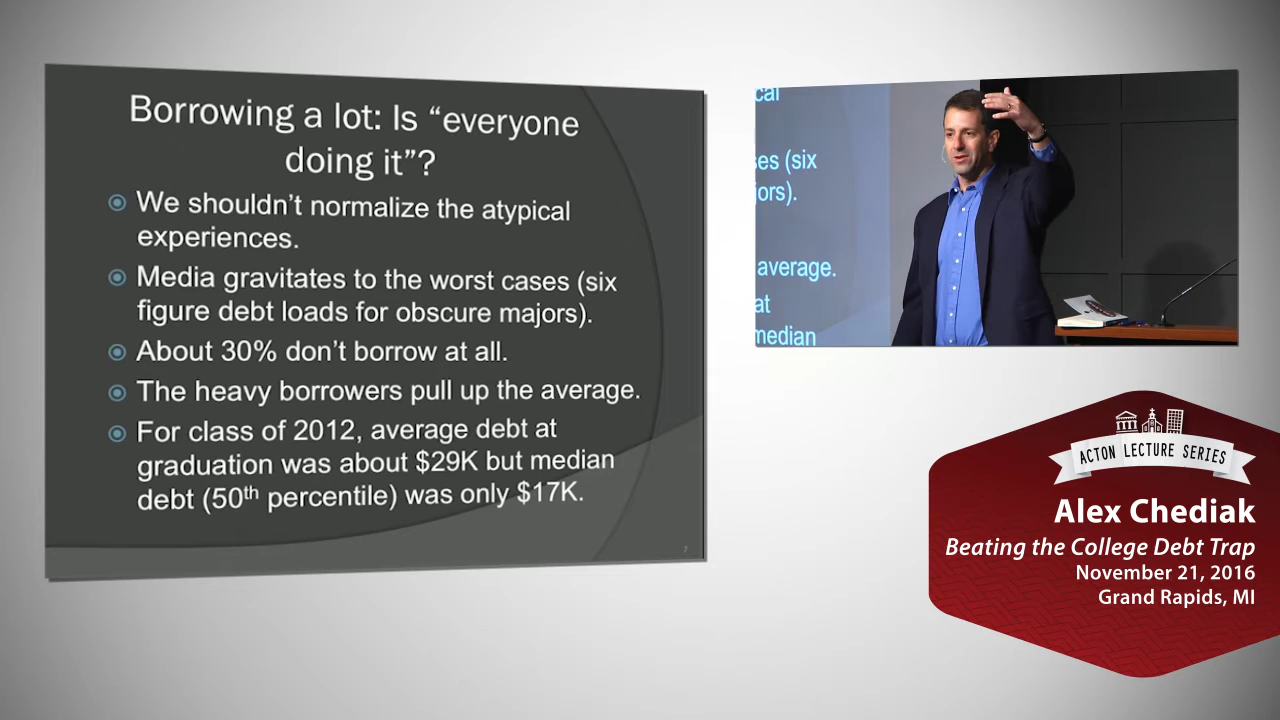 Borrowing a lot: Is “everyone
doing it”?
We shouldn’t normalize the atypical
experiences.
Media gravitates to the worst cases (six
figure debt loads for obscure majors).
About 30% don’t borrow at all.
The heavy borrowers pull up the average.
For class of 2012, average debt at
graduation was about $29K but median
debt (50th percentile) was only $17K.
7
cal
ses (six
jors).
average.
at
median
ACTON LECTURE SERIES
Alex Chediak
Beating the College Debt Trap
November 21, 2016
Grand Rapids, MI